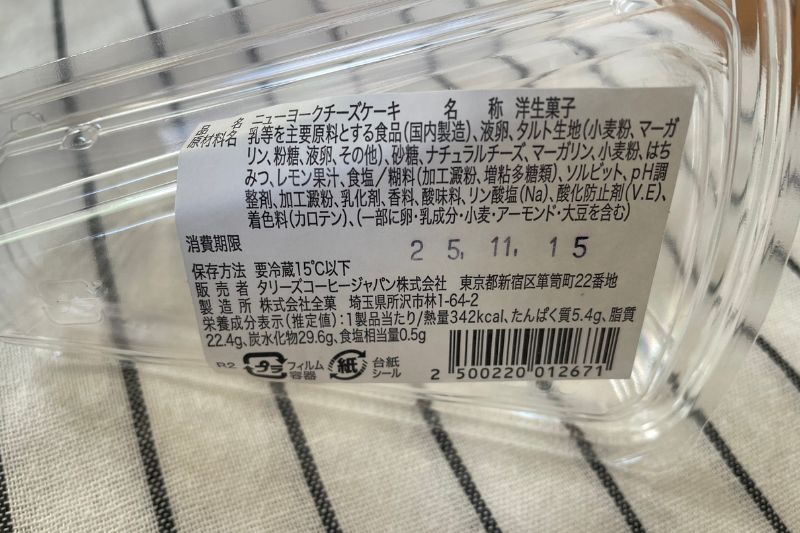 品名 ニューヨークチーズケーキ 名称 洋生菓子
原材料名 乳等を主要原料とする食品(国内製造)、液卵、タルト生地(小麦粉、マーガ
リン、粉糖、液卵、その他)、砂糖、ナチュラルチーズ、マーガリン、小麦粉、はち
みつ、レモン果汁、食塩/糊料(加工澱粉、増粘多糖類)、ソルビット、pH調
整剤、加工澱粉、乳化剤、香料、酸味料、リン酸塩(Na)、酸化防止剤(V.E)、
着色料(カロテン)、(一部に卵・乳成分・小麦・アーモンド・大豆を含む)
消費期限 25.11.15
保存方法 要冷蔵15℃以下
販売者 タリーズコーヒージャパン株式会社 東京都新宿区箪笥町22番地
製造所 株式会社全菓 埼玉県所沢市林1-64-2
栄養成分表示(推定値):1製品当たり/熱量342kcal、たんぱく質5.4g、脂質
22.4g、炭水化物29.6g、食塩相当量0.5g
R2 プラ フィルム 容器 紙 台紙 シール
2 500220 012671